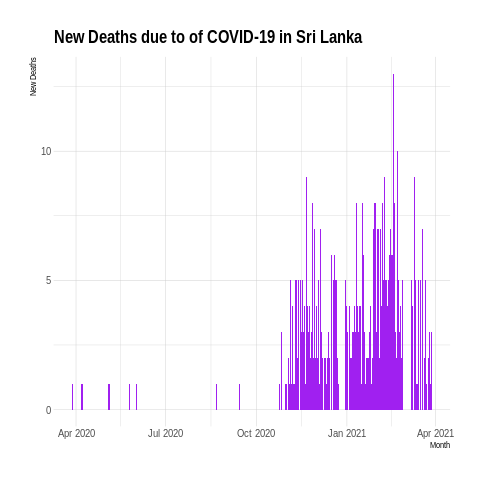 New Deaths due to of COVID-19 in Sri Lanka
New Deaths
10
5
0
Apr 2020 Jul 2020 Oct 2020 Jan 2021 Apr 2021
Month